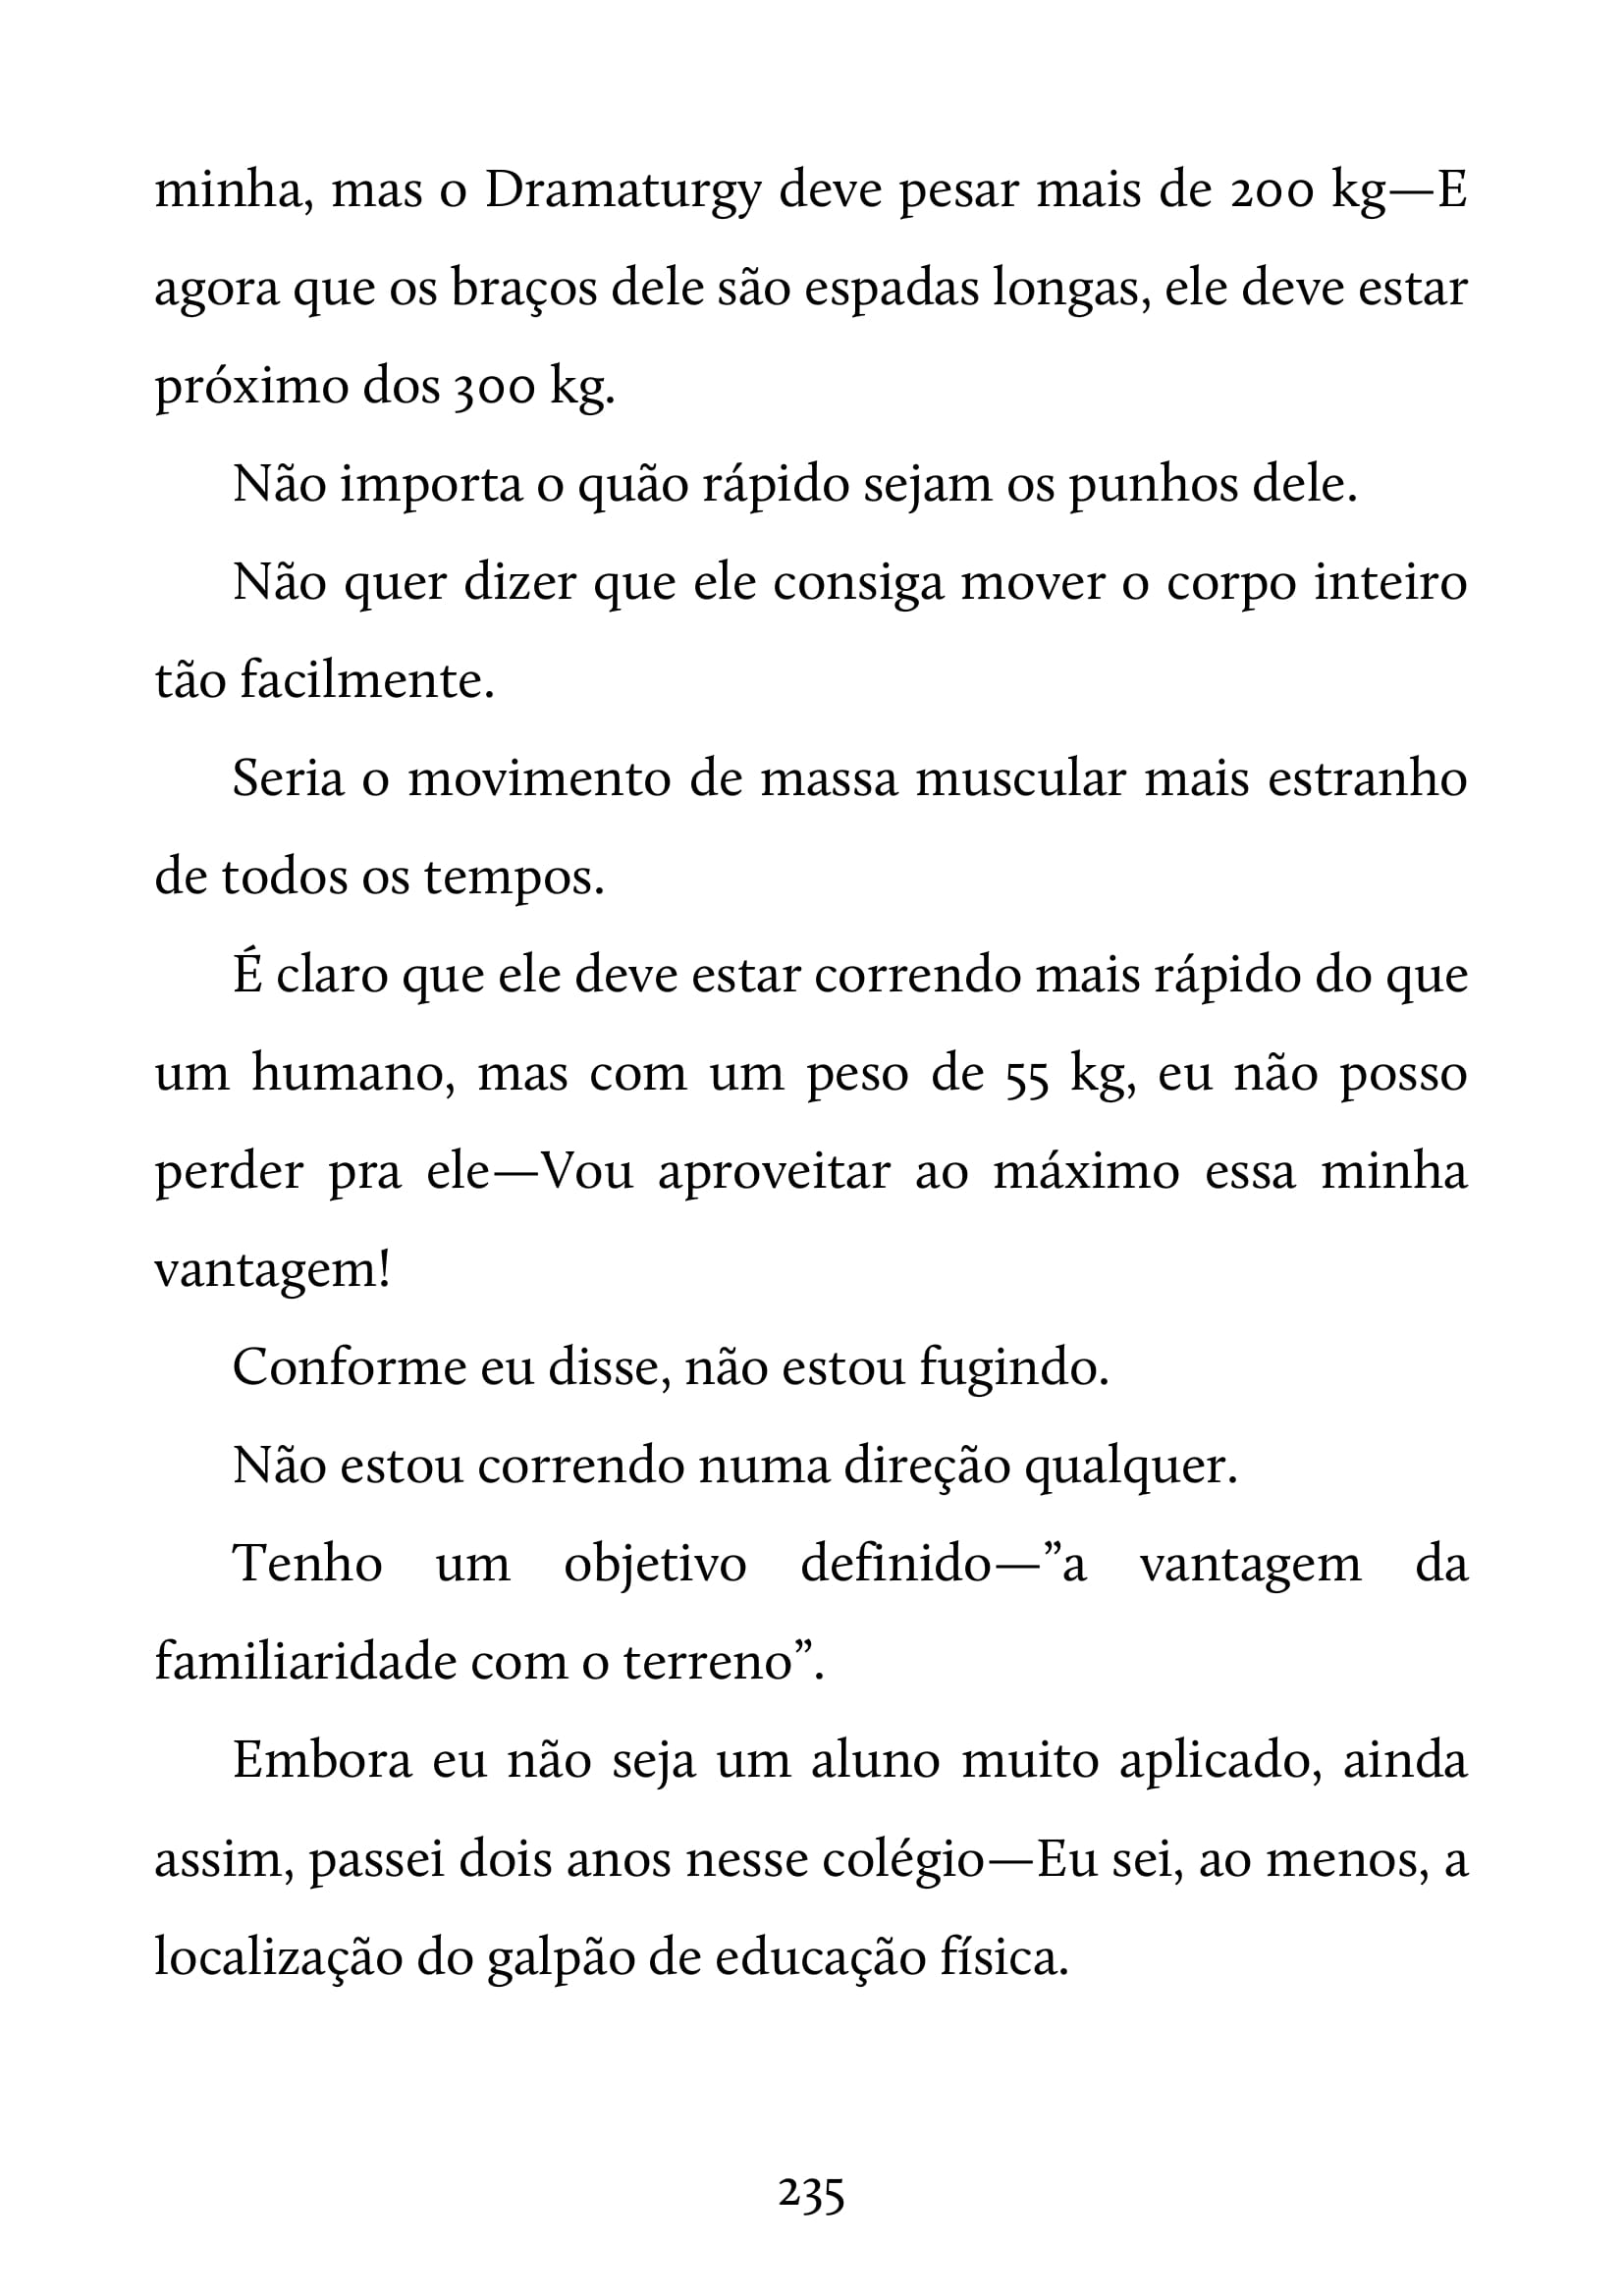 minha, mas o Dramaturgy deve pesar mais de 200 kg—E
agora que os braços dele são espadas longas, ele deve estar
próximo dos 300 kg.
Não importa o quão rápido sejam os punhos dele.
Não quer dizer que ele consiga mover o corpo inteiro
tão facilmente.
Seria o movimento de massa muscular mais estranho
de todos os tempos.
É claro que ele deve estar correndo mais rápido do que
um humano, mas com um peso de 55 kg, eu não posso
perder pra ele—Vou aproveitar ao máximo essa minha
vantagem!
Conforme eu disse, não estou fugindo.
Não estou correndo numa direção qualquer.
Tenho um objetivo definido—”a vantagem da
familiaridade com o terreno”.
Embora eu não seja um aluno muito aplicado, ainda
assim, passei dois anos nesse colégio—Eu sei, ao menos, a
localização do galpão de educação física.
235